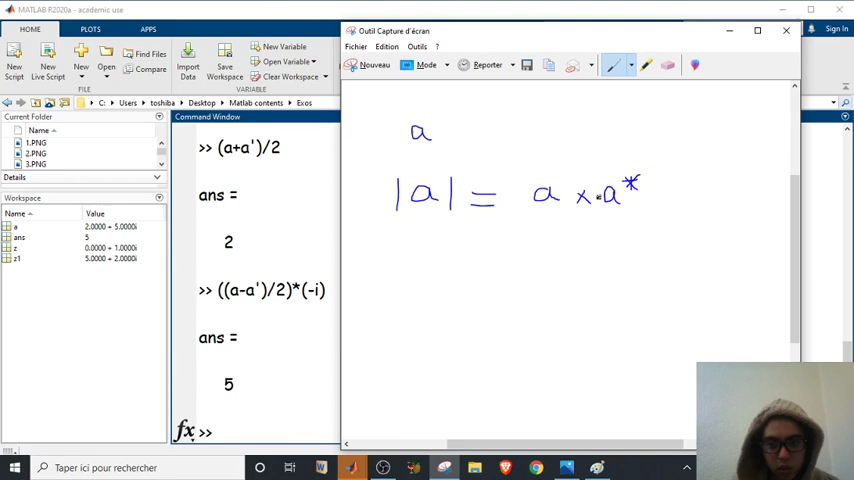 MATLAB R2020a - academic use
HOME PLOTS APPS Sign In
New Script
New Live Script
New
Open
Find Files
Compare
Import Data
Save Workspace
New Variable
Open Variable
Clear Workspace
FILE VARIABLE
C: Users toshiba Desktop Matlab contents Exos
Current Folder
Name
1.PNG
2.PNG
3.PNG
Details
Workspace
Name Value
a 2.0000 + 5.0000i
ans 5
z 0.0000 + 1.0000i
z1 5.0000 + 2.0000i
Command Window
>> (a+a')/2
ans =
2
>> ((a-a')/2)*(-i)
ans =
5
fx >>
Outil Capture d'écran
Fichier Edition Outils ?
Nouveau Mode Reporter
a
|a| = a × a*
Taper ici pour rechercher